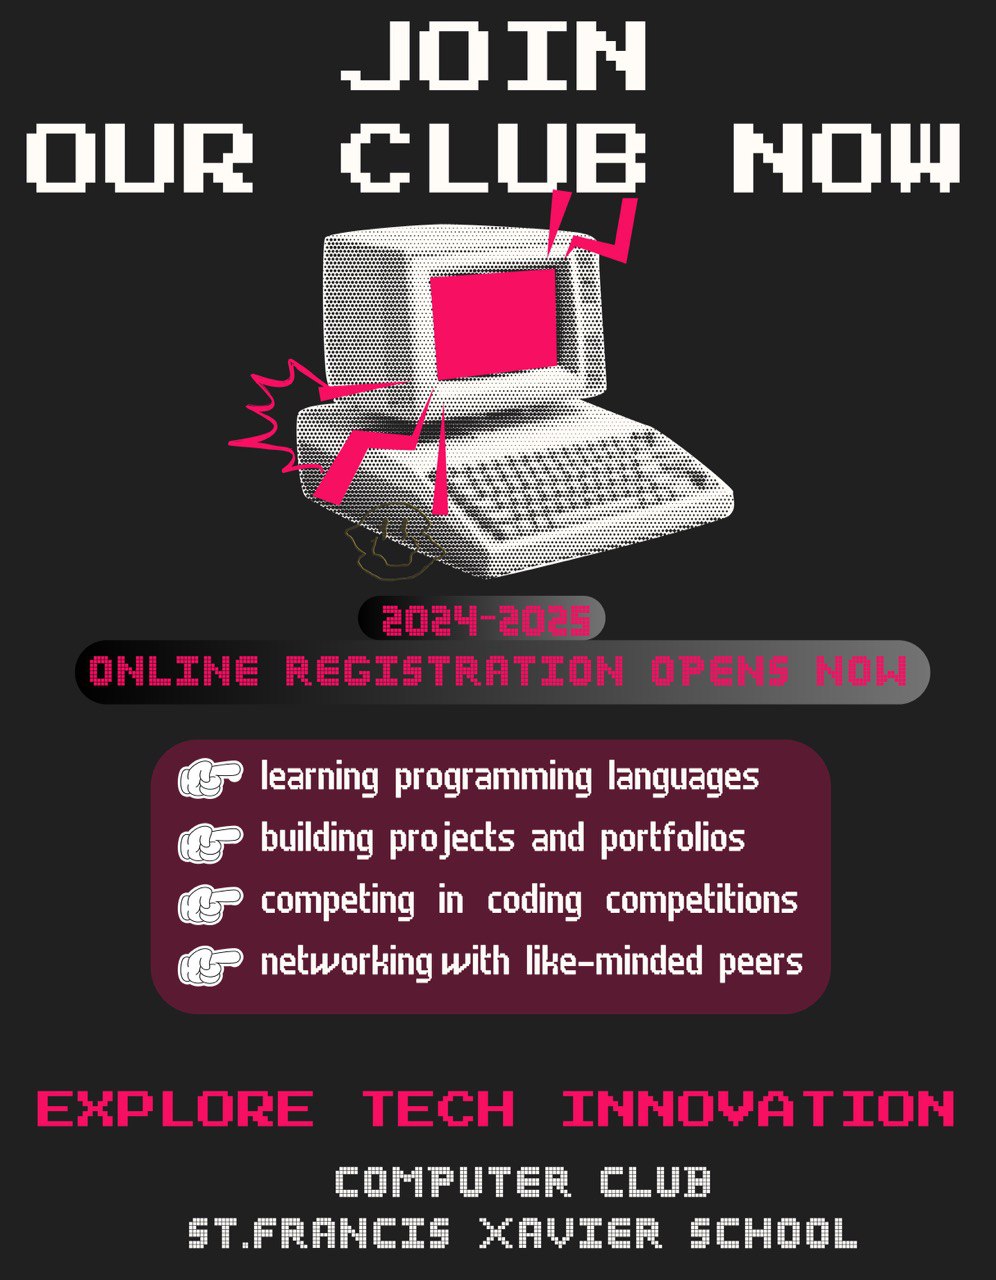 JOIN
OUR CLUB NOW
2024-2025
ONLINE REGISTRATION OPENS NOW
learning programming languages
building projects and portfolios
competing in coding competitions
networking with like-minded peers
EXPLORE TECH INNOVATION
COMPUTER CLUB
ST.FRANCIS XAVIER SCHOOL